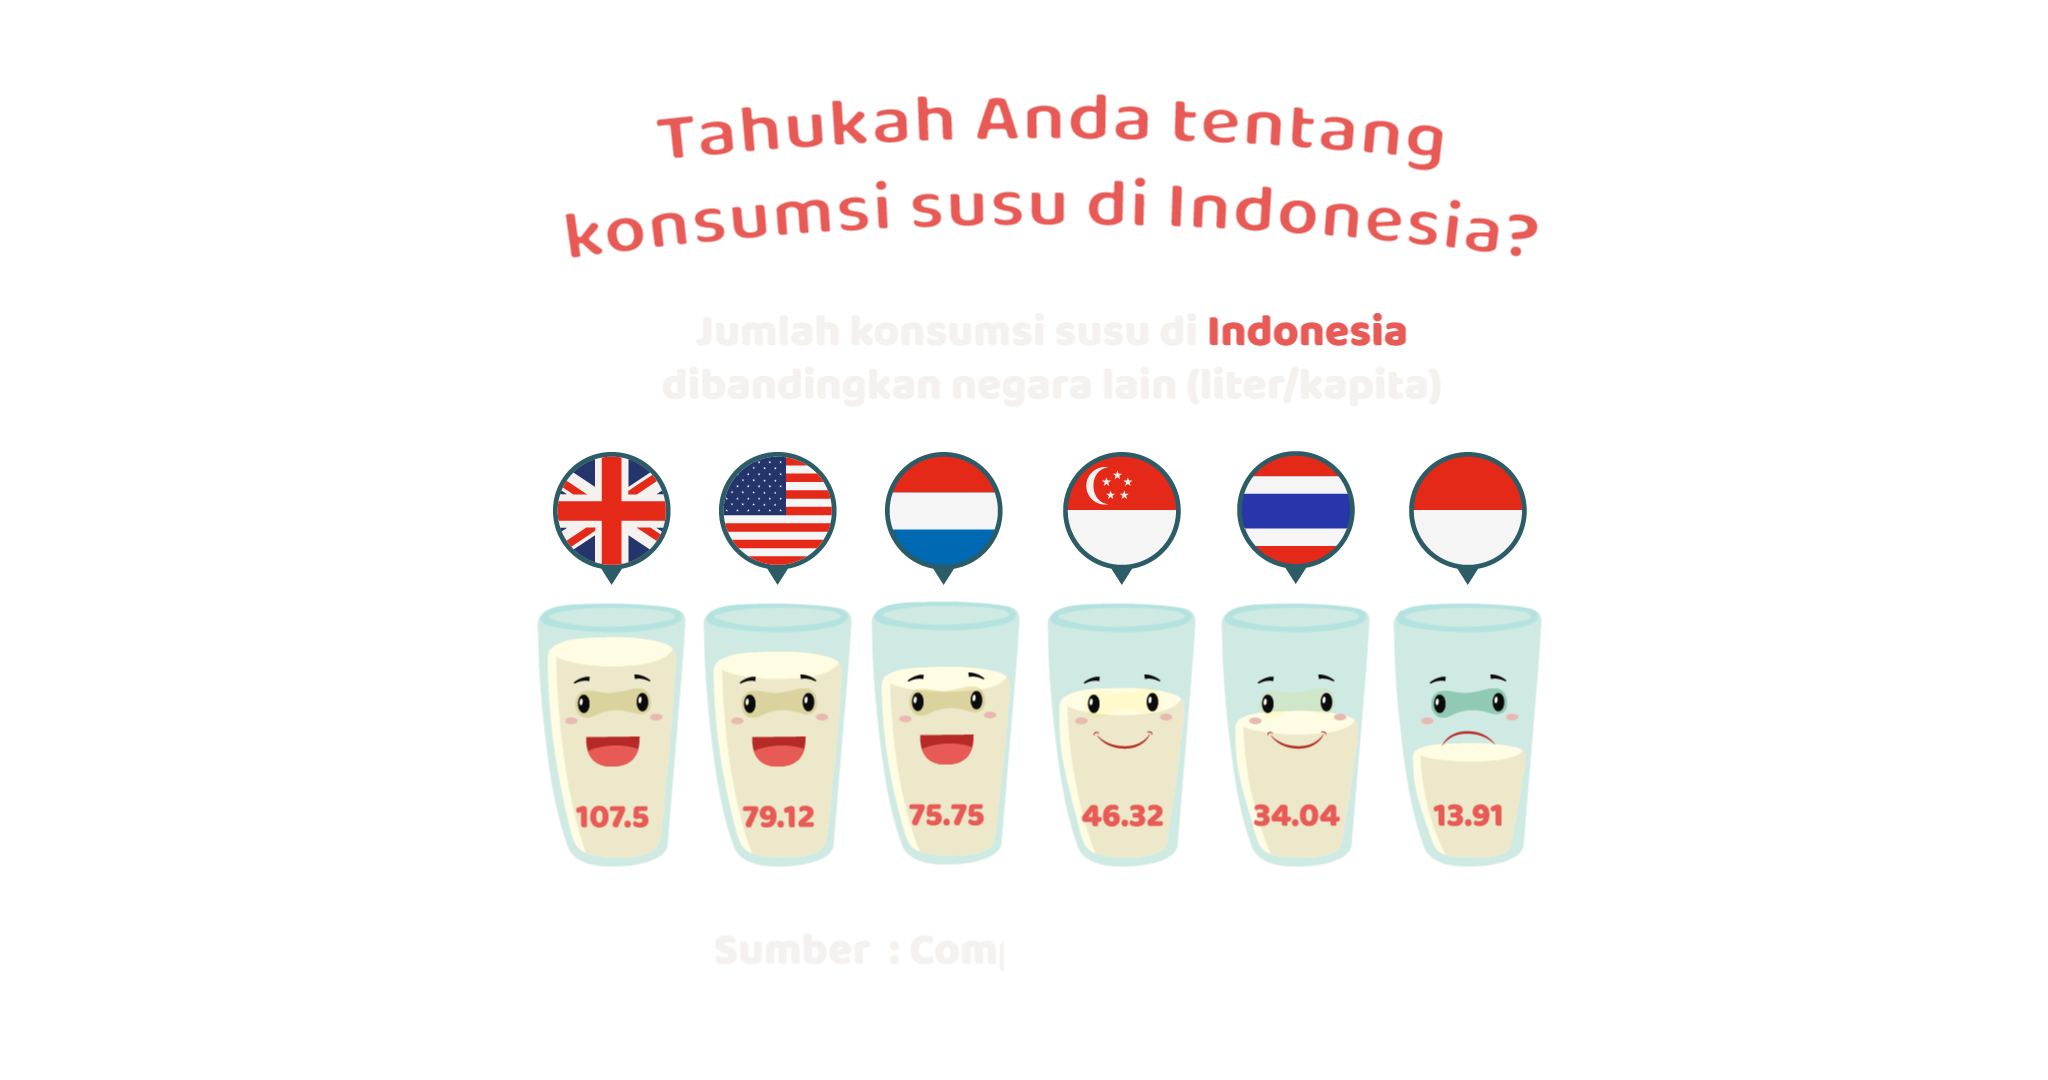 Tahukah Anda tentang
konsumsi susu di Indonesia?
Jumlah konsumsi susu di Indonesia
dibandingkan negara lain (liter/kapita)
107.5 79.12 75.75 46.32 34.04 13.91
Sumber : Com